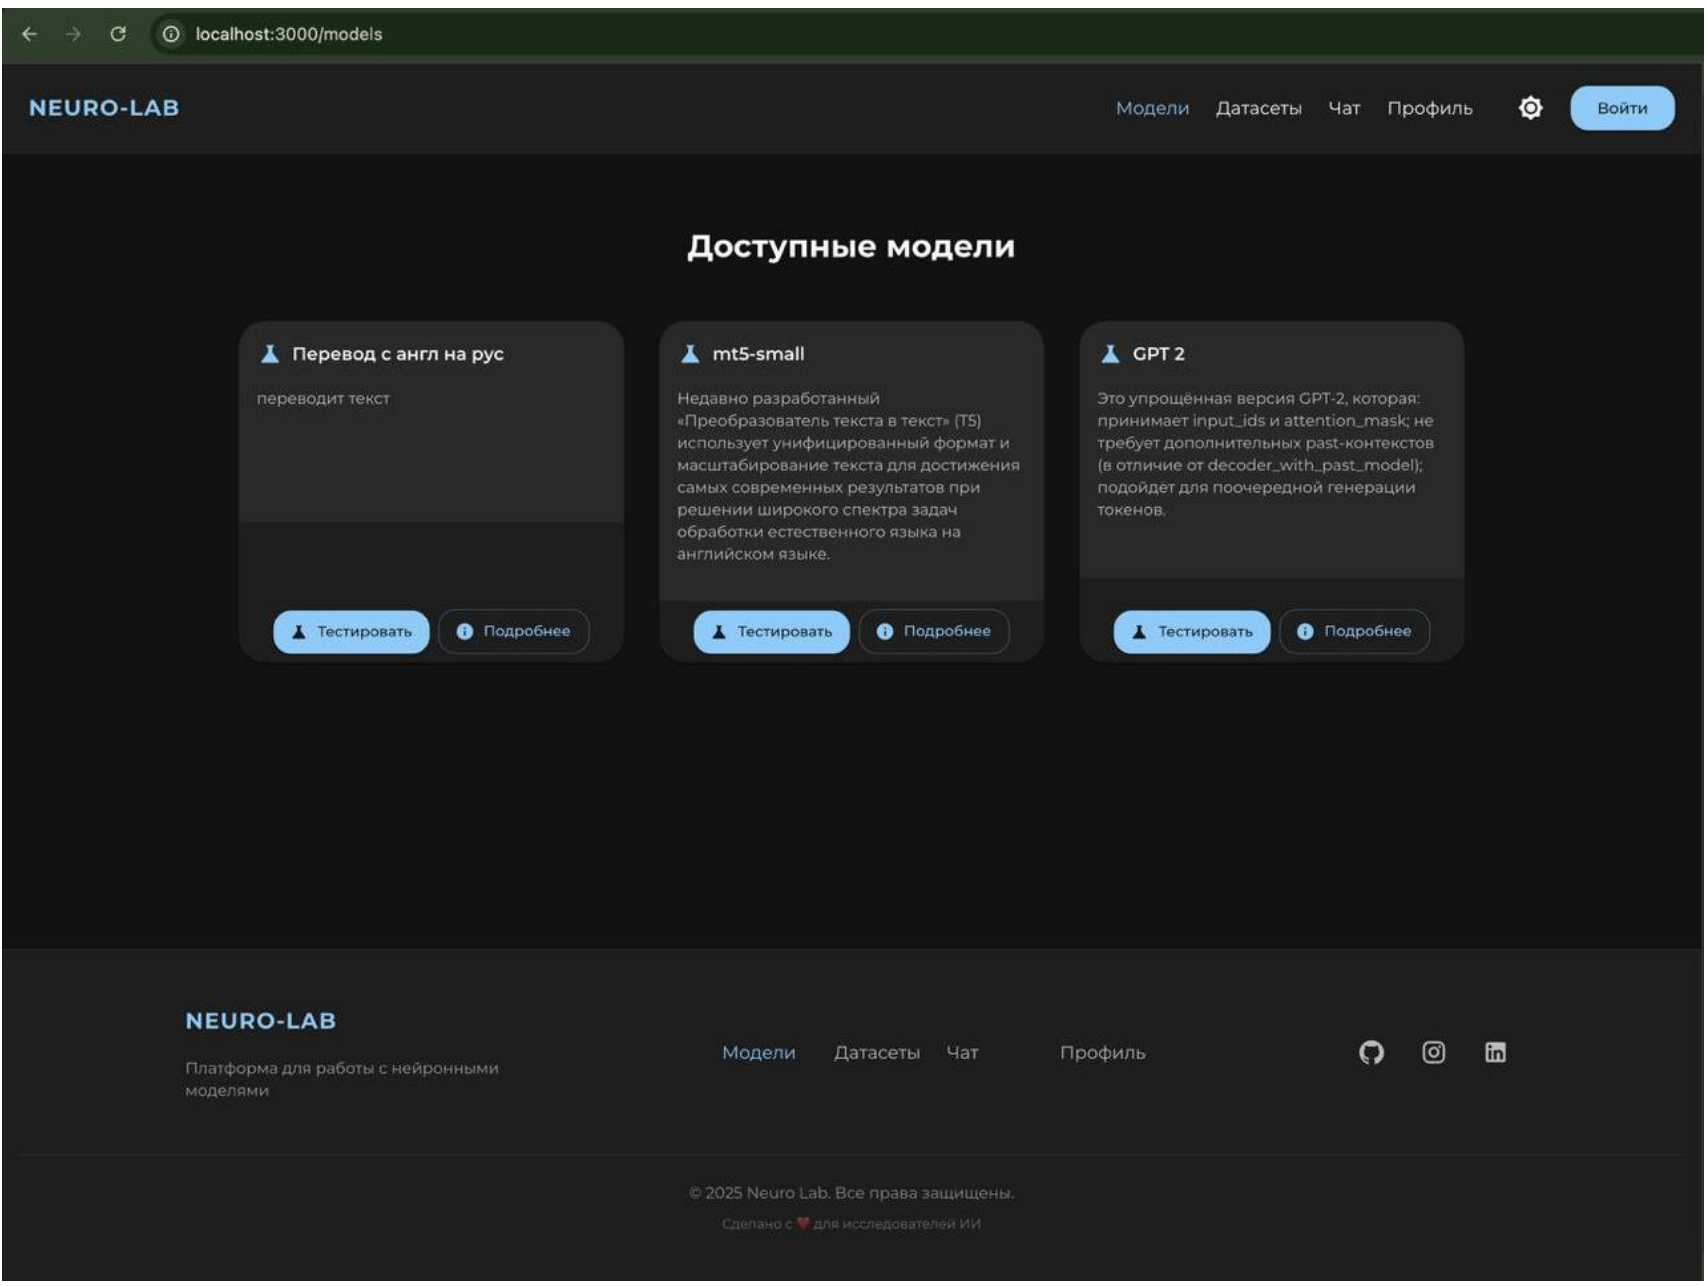 localhost:3000/models
NEURO-LAB
Модели Датасеты Чат Профиль Войти
Доступные модели
Перевод с англ на рус
переводит текст
Тестировать Подробнее
mt5-small
Недавно разработанный
«Преобразователь текста в текст» (T5)
использует унифицированный формат и
масштабирование текста для достижения
самых современных результатов при
решении широкого спектра задач
обработки естественного языка на
английском языке.
Тестировать Подробнее
GPT 2
Это упрощённая версия GPT-2, которая:
принимает input_ids и attention_mask; не
требует дополнительных past-контекстов
(в отличие от decoder_with_past_model);
подойдёт для поочередной генерации
токенов.
Тестировать Подробнее
NEURO-LAB
Платформа для работы с нейронными
моделями
Модели Датасеты Чат Профиль
in
© 2025 Neuro Lab. Все права защищены.
Сделано с ❤ для исследователей ИИ